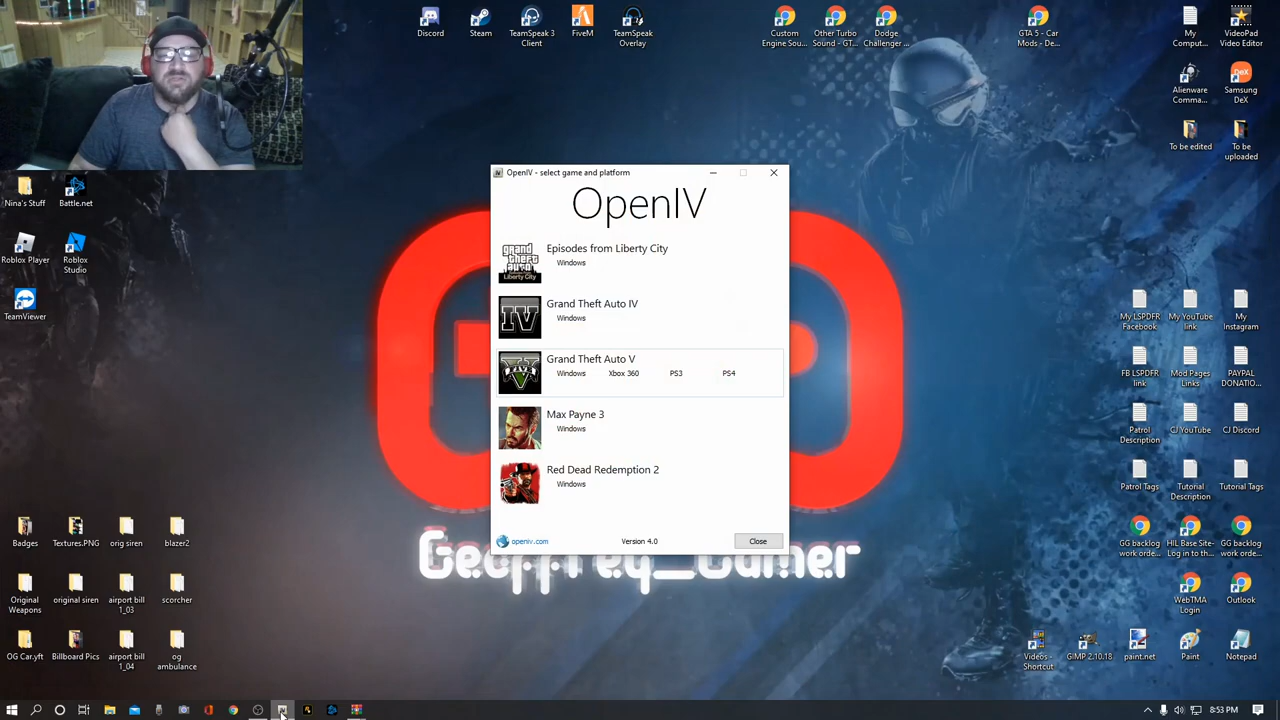 Discord
Steam
TeamSpeak 3
Client
FiveM
TeamSpeak
Overlay
Custom
Engine Sou...
Other Turbo
Sound - GT...
Dodge
Challenger ...
GTA 5 - Car
Mods - De...
My
Comput...
VideoPad
Video Editor
Alienware
Comma...
DeX
Samsung
DeX
To be edited
To be
uploaded
Nina's Stuff
Battle.net
Roblox Player
Roblox
Studio
TeamViewer
OpenIV - select game and platform
OpenIV
Episodes from Liberty City
Windows
Grand Theft Auto IV
Windows
Grand Theft Auto V
Windows Xbox 360 PS3 PS4
Max Payne 3
Windows
Red Dead Redemption 2
Windows
openiv.com
Version 4.0
Close
Geoffrey_Gamer
My LSPDFR
Facebook
My YouTube
link
My
Instagram
FB LSPDFR
link
Mod Pages
Links
PAYPAL
DONATIO...
Patrol
Description
CJ YouTube
CJ Discord
Patrol Tags
Tutorial
Description
Tutorial Tags
GG backlog
work orde...
HIL Base Site-
Log in to th...
GG backlog
work orde...
WebTMA
Login
Outlook
Videos -
Shortcut
GIMP 2.10.18
paint.net
Paint
Notepad
Badges
Textures.PNG
orig siren
blazer2
Original
Weapons
original siren
airport bill
1_03
scorcher
OG Car.yft
Billboard Pics
airport bill
1_04
og
ambulance
8:53 PM